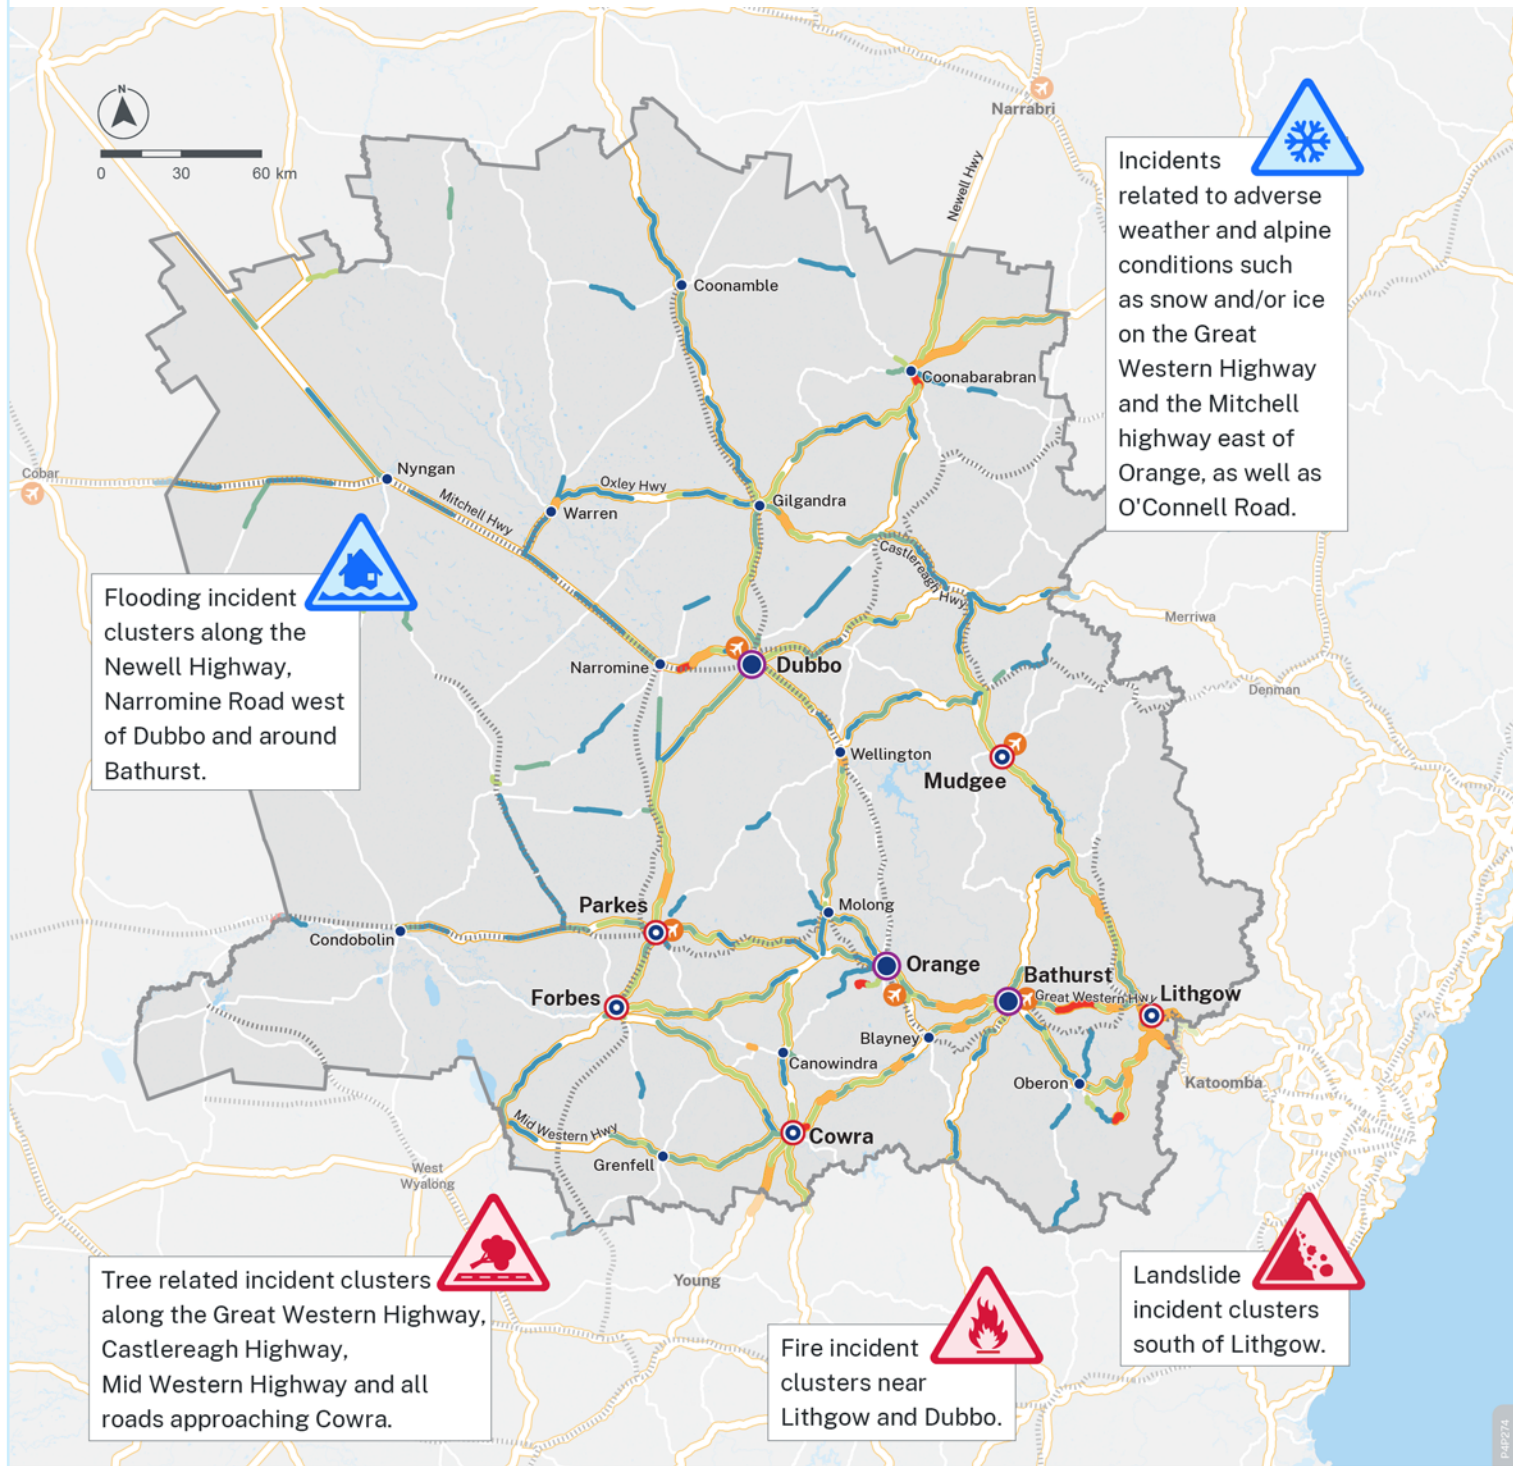 N
0 30 60 km
Narrabri
Newell Hwy
Incidents
related to adverse
weather and alpine
conditions such
as snow and/or ice
on the Great
Western Highway
and the Mitchell
highway east of
Orange, as well as
O'Connell Road.
Coonamble
Coonabarabran
Cobar
Nyngan
Mitchell Hwy
Oxley Hwy
Warren
Gilgandra
Castlereagh Hwy
Flooding incident
clusters along the
Newell Highway,
Narromine Road west
of Dubbo and around
Bathurst.
Merriwa
Narromine
Dubbo
Denman
Wellington
Mudgee
Parkes
Molong
Condobolin
Orange
Bathurst
Forbes
Great Western Hwy
Lithgow
Blayney
Canowindra
Oberon
Katoomba
Mid Western Hwy
Cowra
Grenfell
West
Wyalong
Young
Tree related incident clusters
along the Great Western Highway,
Castlereagh Highway,
Mid Western Highway and all
roads approaching Cowra.
Fire incident
clusters near
Lithgow and Dubbo.
Landslide
incident clusters
south of Lithgow.
P4P274